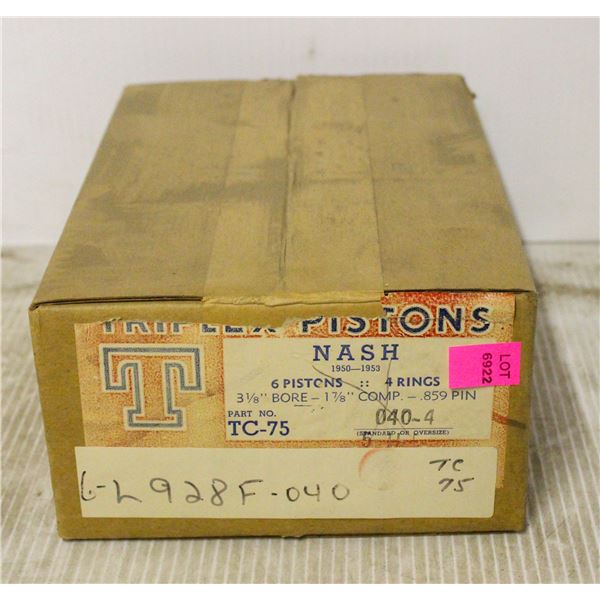 TRIPLEX PISTONS
T
NASH
1950—1953
6 PISTONS :: 4 RINGS
3⅛" BORE – 1⅞" COMP. – .859 PIN
PART NO.
TC-75
040-4
(STANDARD OR OVERSIZE)
LOT
6922
6-L928F-040
TC
75